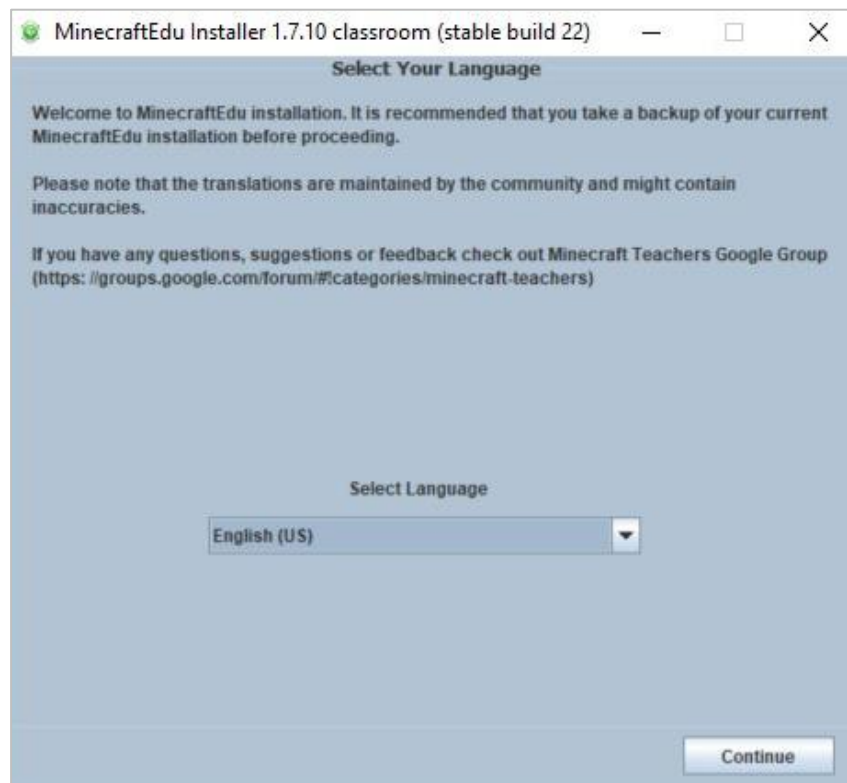 MinecraftEdu Installer 1.7.10 classroom (stable build 22)
Select Your Language
Welcome to MinecraftEdu installation. It is recommended that you take a backup of your current
MinecraftEdu installation before proceeding.
Please note that the translations are maintained by the community and might contain
inaccuracies.
If you have any questions, suggestions or feedback check out Minecraft Teachers Google Group
(https: //groups.google.com/forum/#!categories/minecraft-teachers)
Select Language
English (US)
Continue